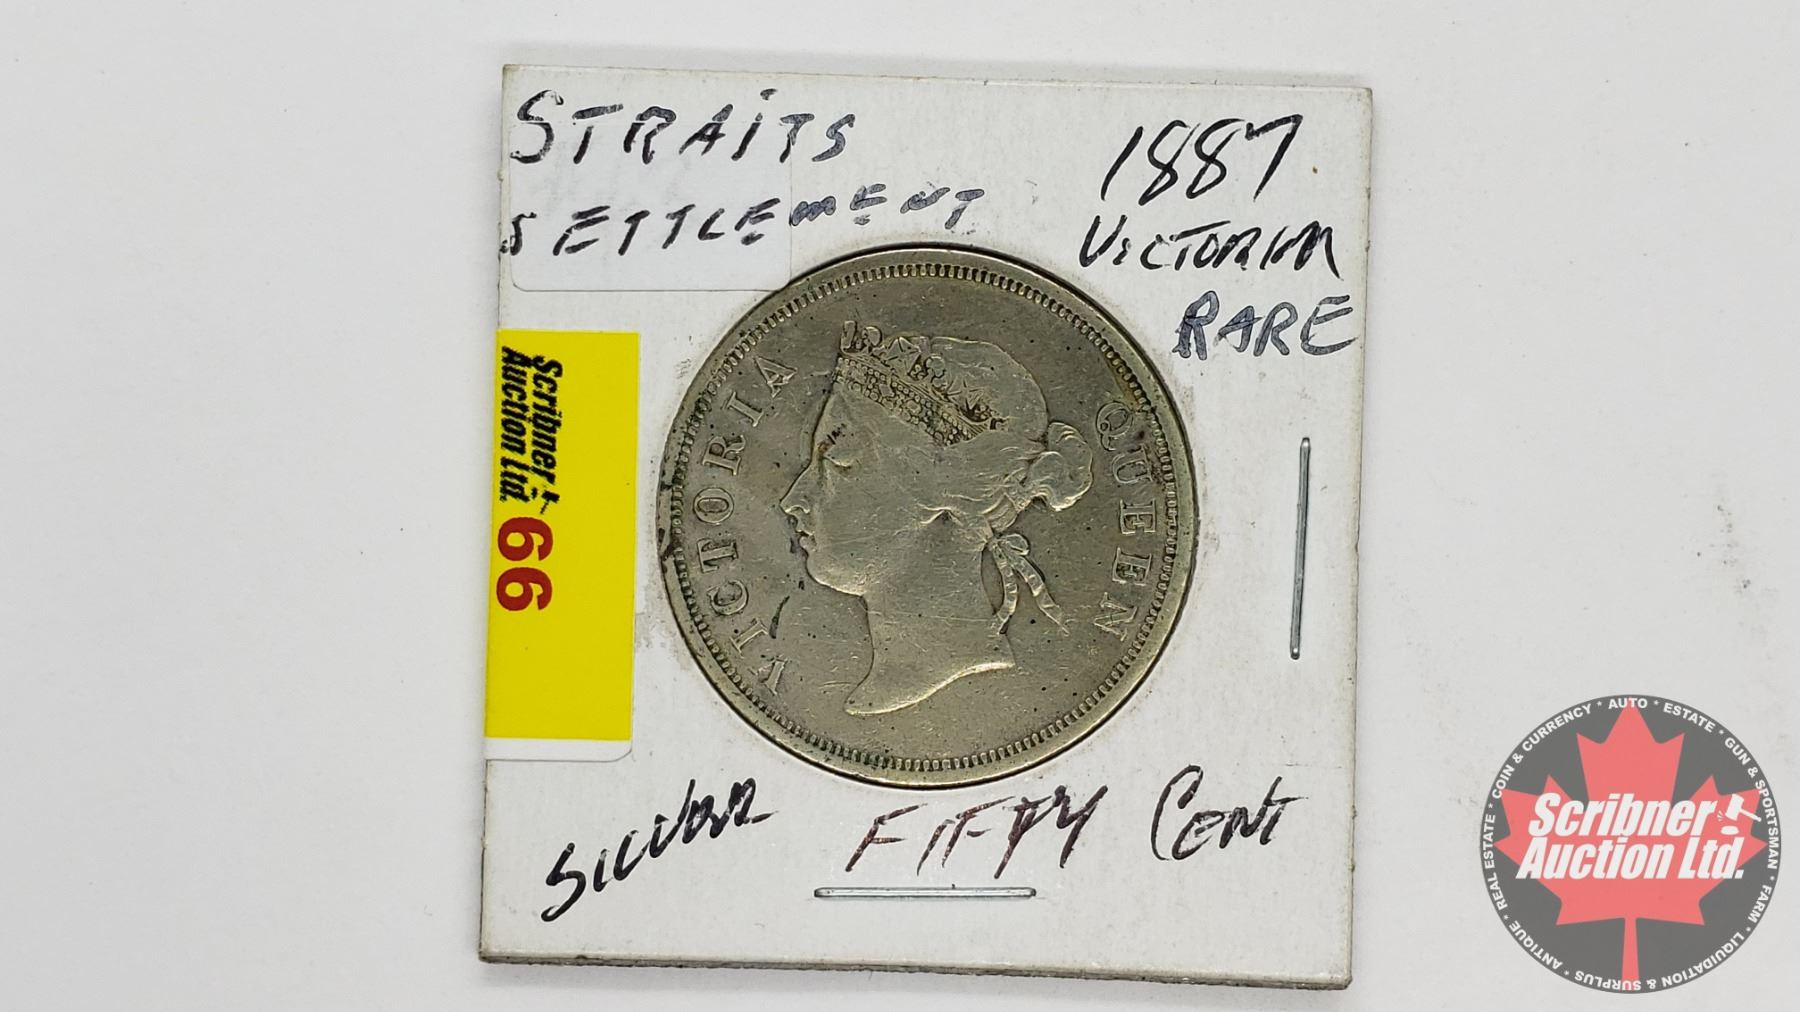 STRAITS
SETTLEMENT
1887
VICTORIAN
RARE
Scribner
Auction Ltd.
66
VICTORIA
QUEEN
SILVER
FIFTY CENT
COIN & CURRENCY * AUTO * ESTATE * GUN & SPORTSMAN * FARM * LIQUIDATION & SURPLUS * ANTIQUE * REAL ESTATE *
Scribner
Auction Ltd.